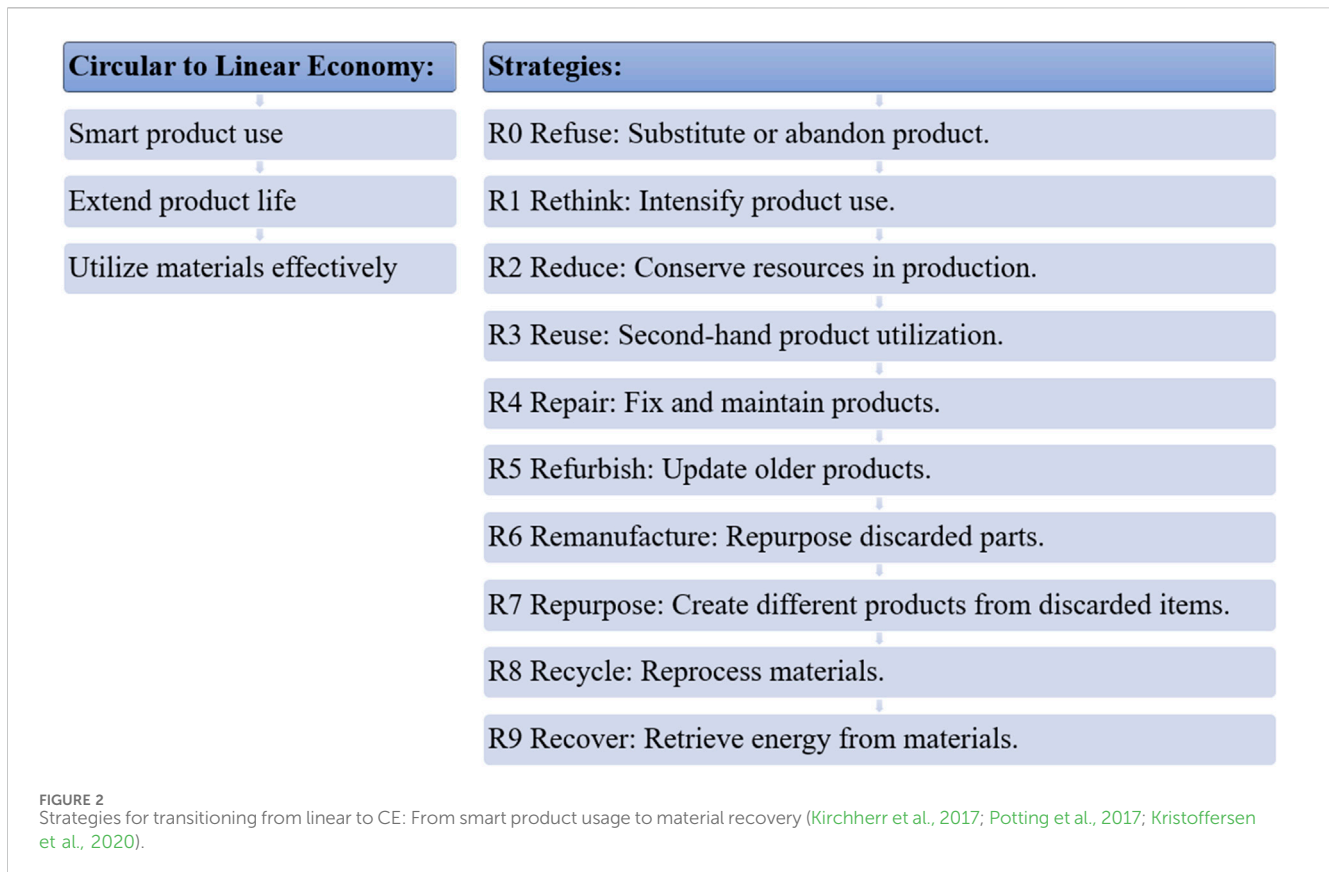 Circular to Linear Economy:
Smart product use
Extend product life
Utilize materials effectively
Strategies:
R0 Refuse: Substitute or abandon product.
R1 Rethink: Intensify product use.
R2 Reduce: Conserve resources in production.
R3 Reuse: Second-hand product utilization.
R4 Repair: Fix and maintain products.
R5 Refurbish: Update older products.
R6 Remanufacture: Repurpose discarded parts.
R7 Repurpose: Create different products from discarded items.
R8 Recycle: Reprocess materials.
R9 Recover: Retrieve energy from materials.
FIGURE 2
Strategies for transitioning from linear to CE: From smart product usage to material recovery (Kirchherr et al., 2017; Potting et al., 2017; Kristoffersen
et al., 2020).